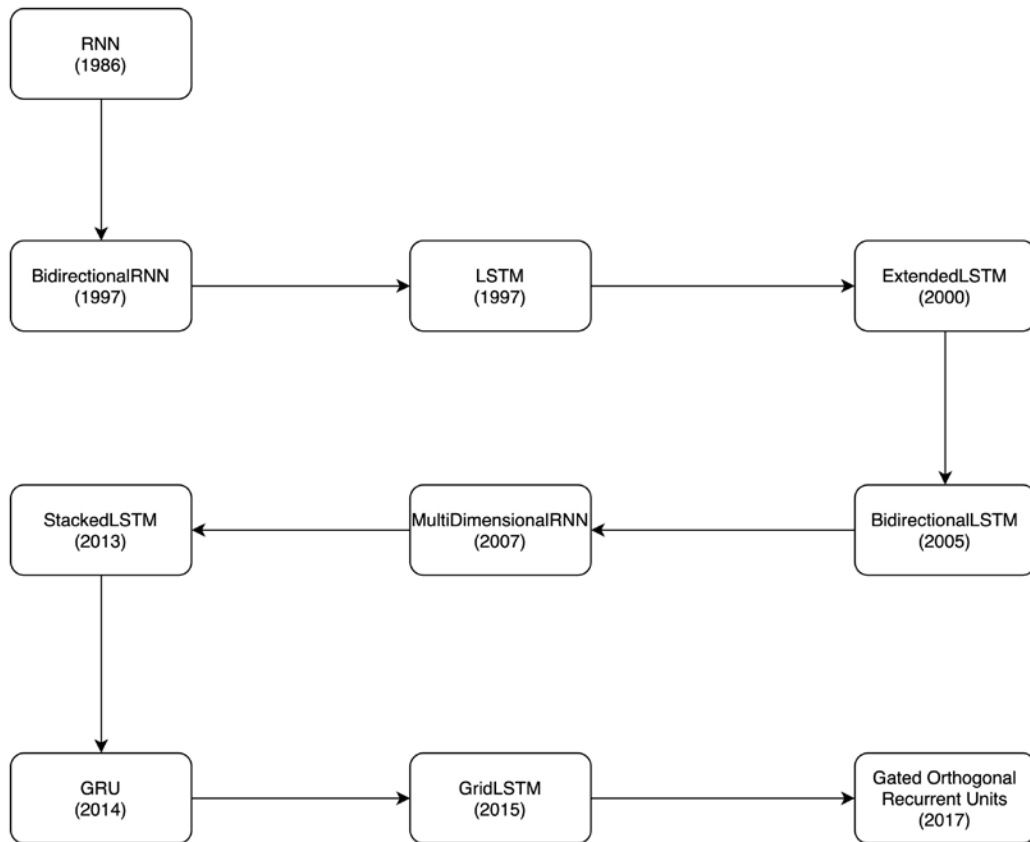 RNN
(1986)
BidirectionalRNN
(1997)
LSTM
(1997)
ExtendedLSTM
(2000)
StackedLSTM
(2013)
MultiDimensionalRNN
(2007)
BidirectionalLSTM
(2005)
GRU
(2014)
GridLSTM
(2015)
Gated Orthogonal
Recurrent Units
(2017)